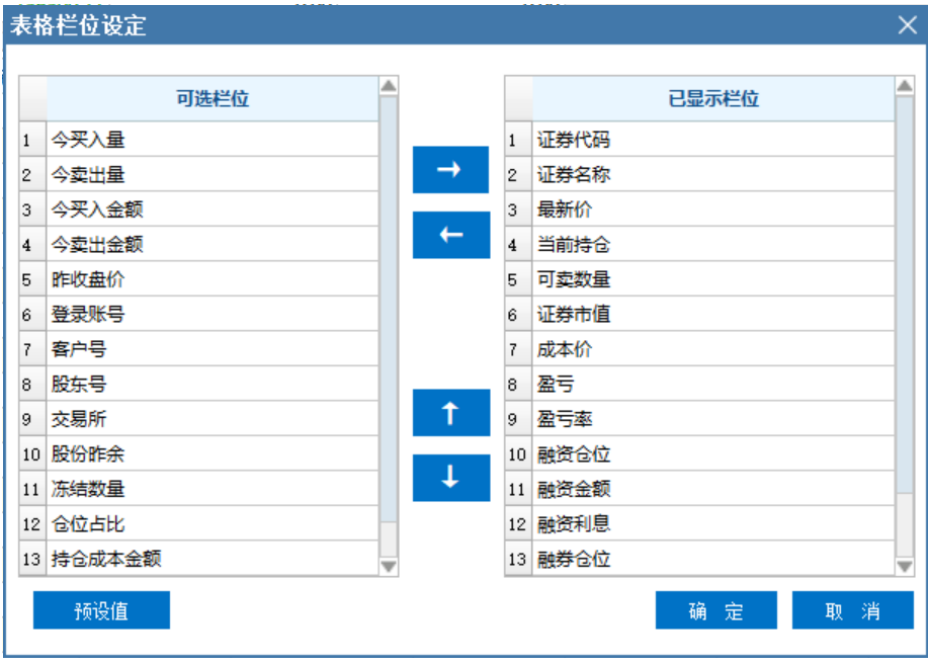 表格栏位设定
可选栏位
1 今买入量
2 今卖出量
3 今买入金额
4 今卖出金额
5 昨收盘价
6 登录账号
7 客户号
8 股东号
9 交易所
10 股份昨余
11 冻结数量
12 仓位占比
13 持仓成本金额
已显示栏位
1 证券代码
2 证券名称
3 最新价
4 当前持仓
5 可卖数量
6 证券市值
7 成本价
8 盈亏
9 盈亏率
10 融资仓位
11 融资金额
12 融资利息
13 融券仓位
预设值
确 定
取 消